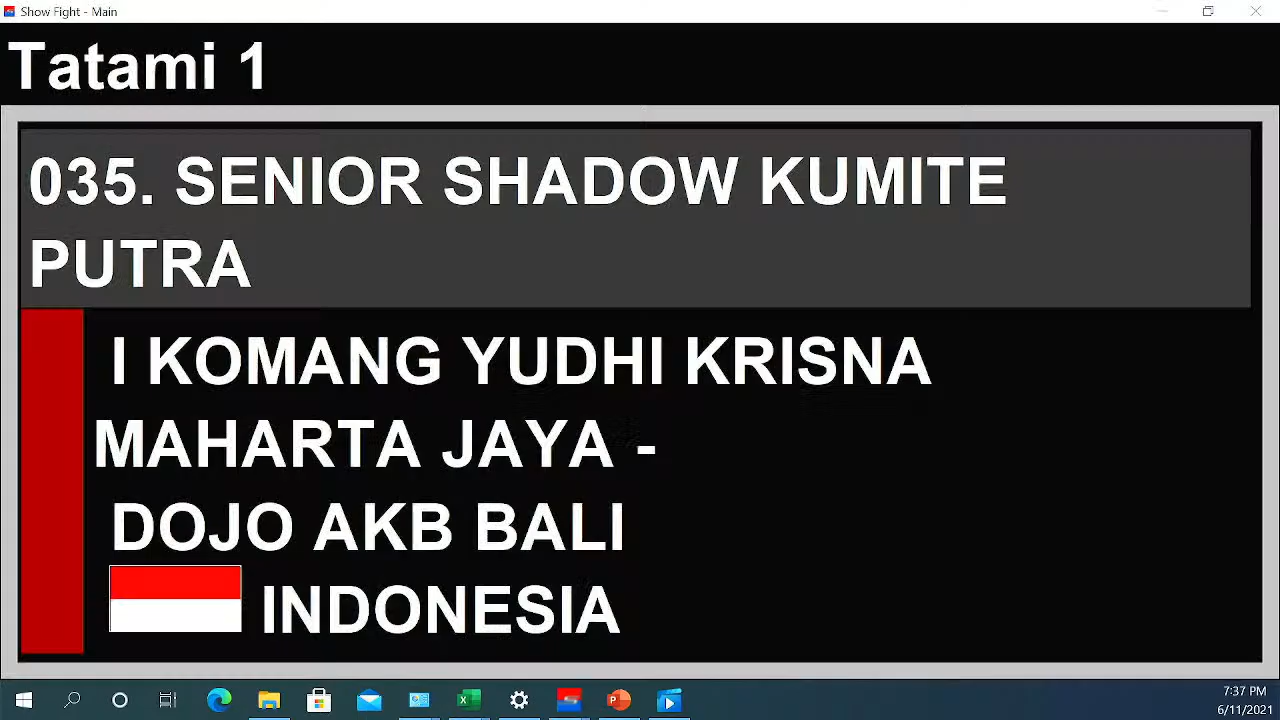 Show Fight - Main
Tatami 1
035. SENIOR SHADOW KUMITE
PUTRA
I KOMANG YUDHI KRISNA
MAHARTA JAYA -
DOJO AKB BALI
INDONESIA
7:37 PM
6/11/2021